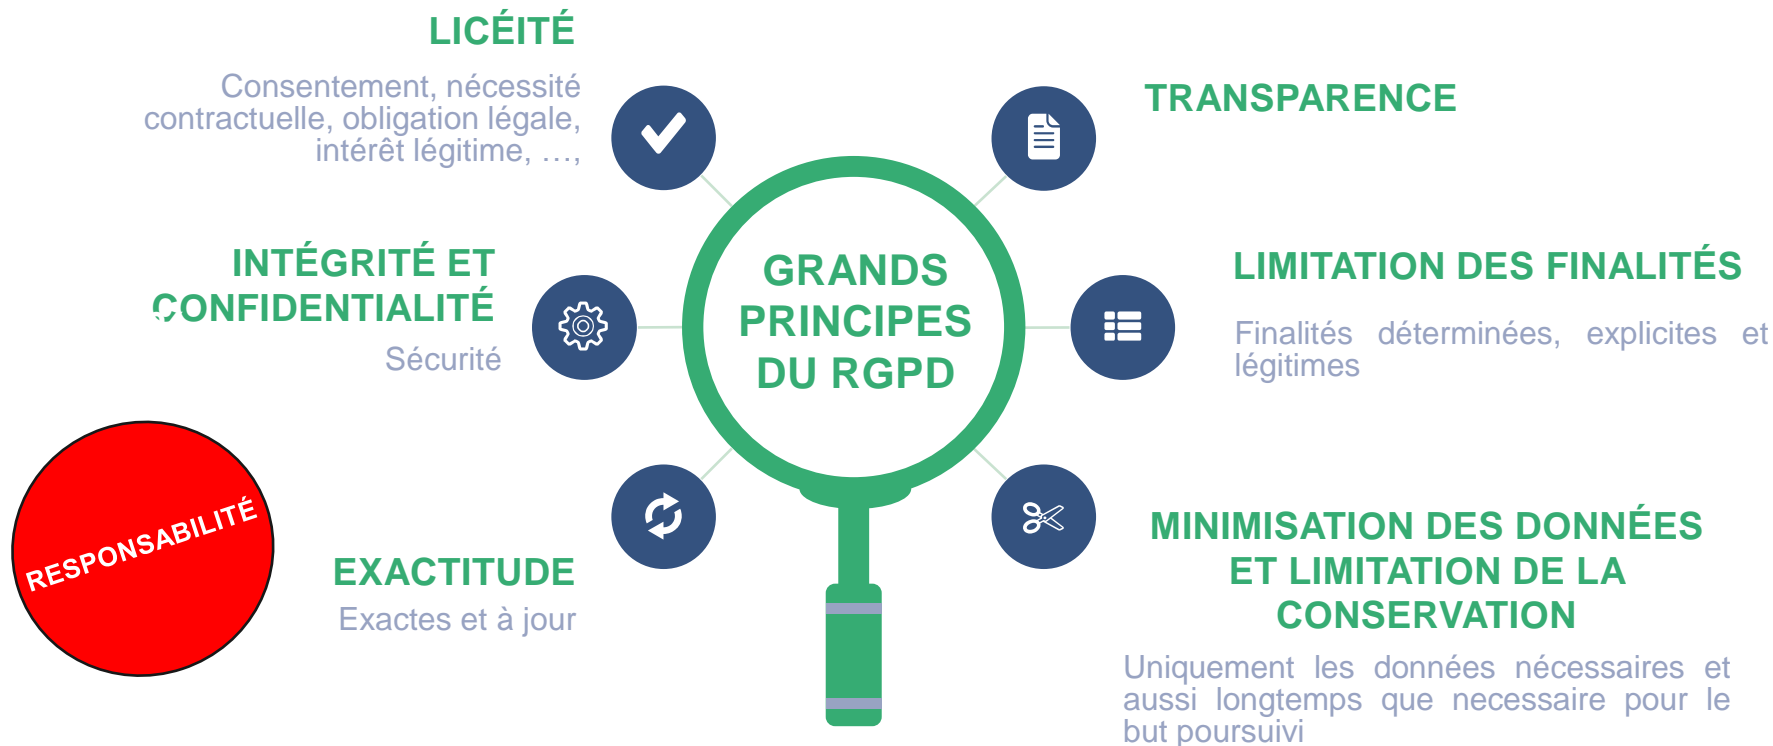 LICÉITÉ
Consentement, nécessité
contractuelle, obligation légale,
intérêt légitime, …,
TRANSPARENCE
INTÉGRITÉ ET
CONFIDENTIALITÉ
Sécurité
GRANDS
PRINCIPES
DU RGPD
LIMITATION DES FINALITÉS
Finalités déterminées, explicites et
légitimes
RESPONSABILITÉ
EXACTITUDE
Exactes et à jour
MINIMISATION DES DONNÉES
ET LIMITATION DE LA
CONSERVATION
Uniquement les données nécessaires et
aussi longtemps que necessaire pour le
but poursuivi